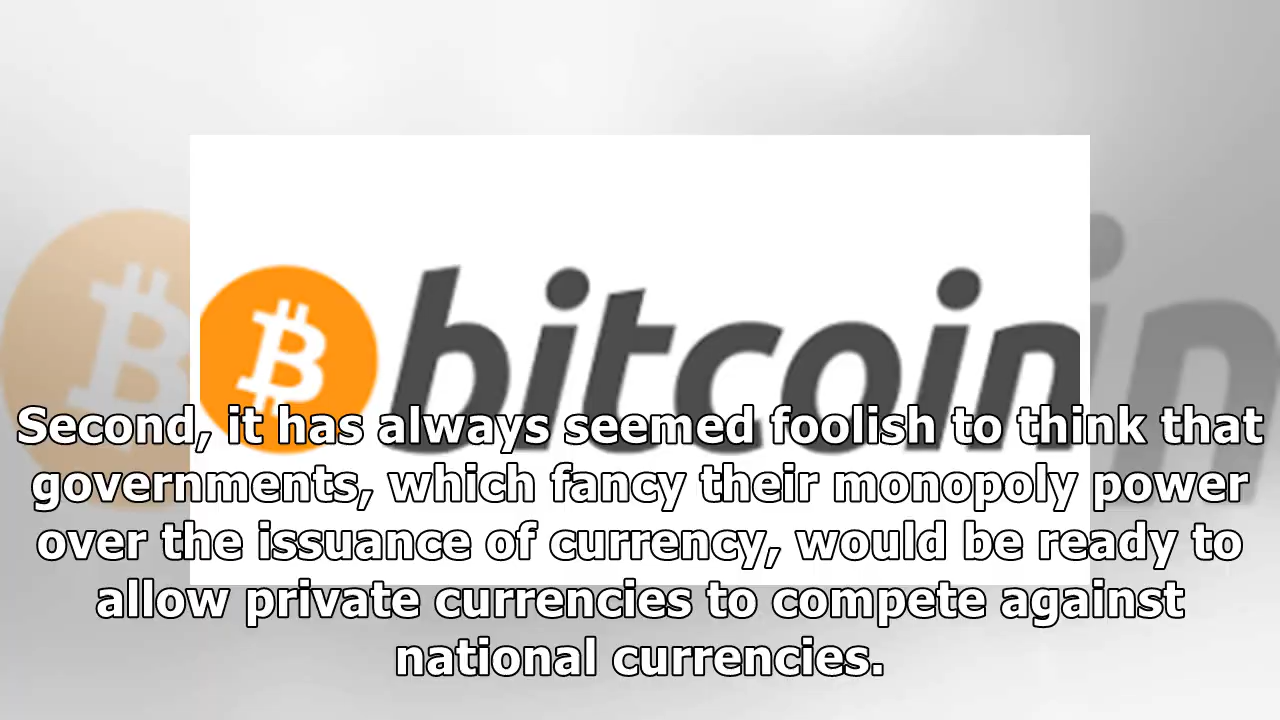 bitcoin
Second, it has always seemed foolish to think that
governments, which fancy their monopoly power
over the issuance of currency, would be ready to
allow private currencies to compete against
national currencies.